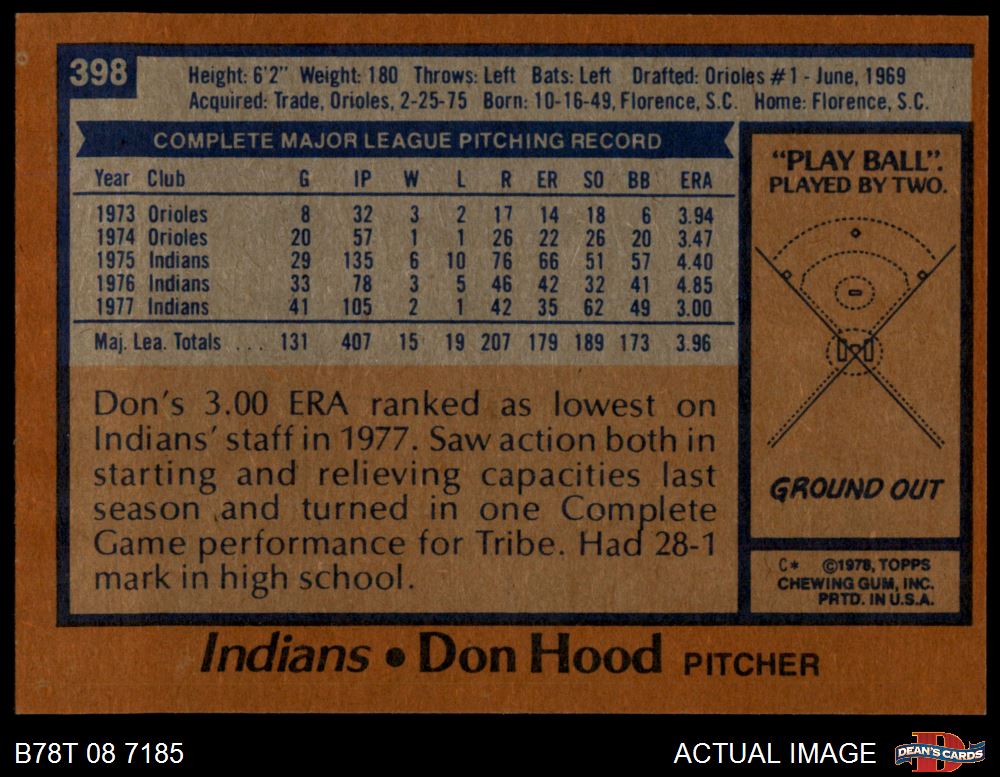 398
Height: 6'2" Weight: 180 Throws: Left Bats: Left Drafted: Orioles #1 - June, 1969
Acquired: Trade, Orioles, 2-25-75 Born: 10-16-49, Florence, S.C. Home: Florence, S.C.
COMPLETE MAJOR LEAGUE PITCHING RECORD
Year Club G IP W L R ER SO BB ERA
1973 Orioles 8 32 3 2 17 14 18 6 3.94
1974 Orioles 20 57 1 1 26 22 26 20 3.47
1975 Indians 29 135 6 10 76 66 51 57 4.40
1976 Indians 33 78 3 5 46 42 32 41 4.85
1977 Indians 41 105 2 1 42 35 62 49 3.00
Maj. Lea. Totals ... 131 407 15 19 207 179 189 173 3.96
Don's 3.00 ERA ranked as lowest on
Indians' staff in 1977. Saw action both in
starting and relieving capacities last
season and turned in one Complete
Game performance for Tribe. Had 28-1
mark in high school.
"PLAY BALL".
PLAYED BY TWO.
GROUND OUT
C* ©1978, TOPPS
CHEWING GUM, INC.
PRTD. IN U.S.A.
Indians • Don Hood PITCHER
B78T 08 7185
ACTUAL IMAGE
D
DEAN'S CARDS